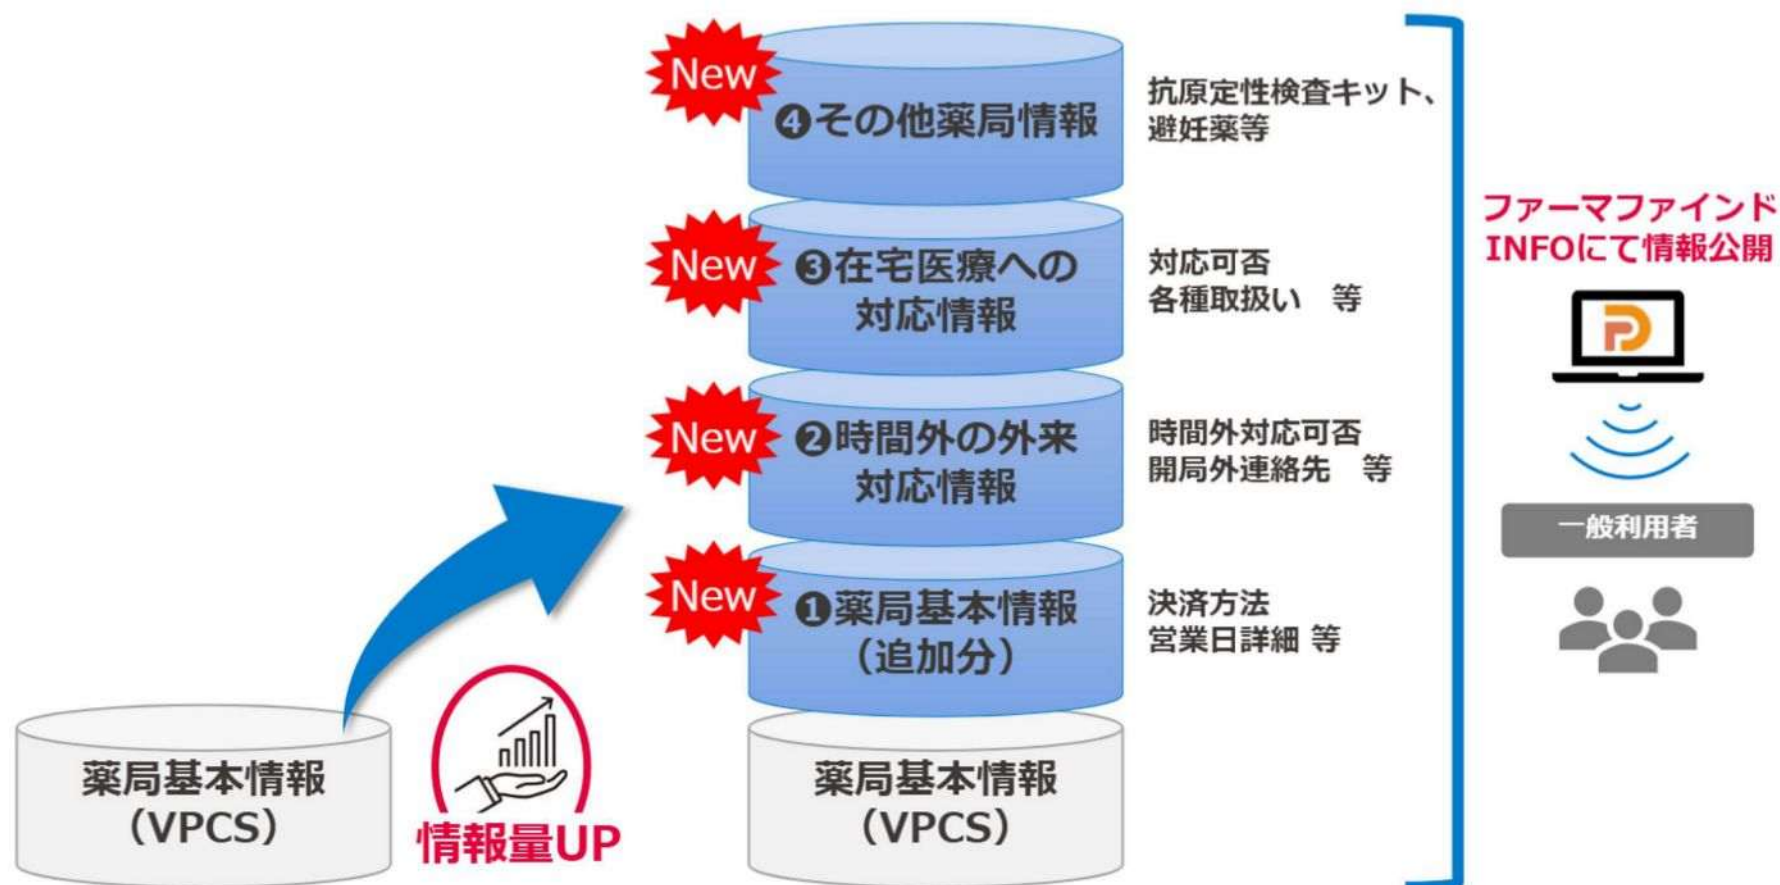 New
❹その他薬局情報
抗原定性検査キット、
避妊薬等
New
❸在宅医療への
対応情報
対応可否
各種取扱い　等
New
❷時間外の外来
対応情報
時間外対応可否
開局外連絡先　等
New
❶薬局基本情報
（追加分）
決済方法
営業日詳細 等
薬局基本情報
（VPCS）
情報量UP
薬局基本情報
（VPCS）
ファーマファインド
INFOにて情報公開
一般利用者